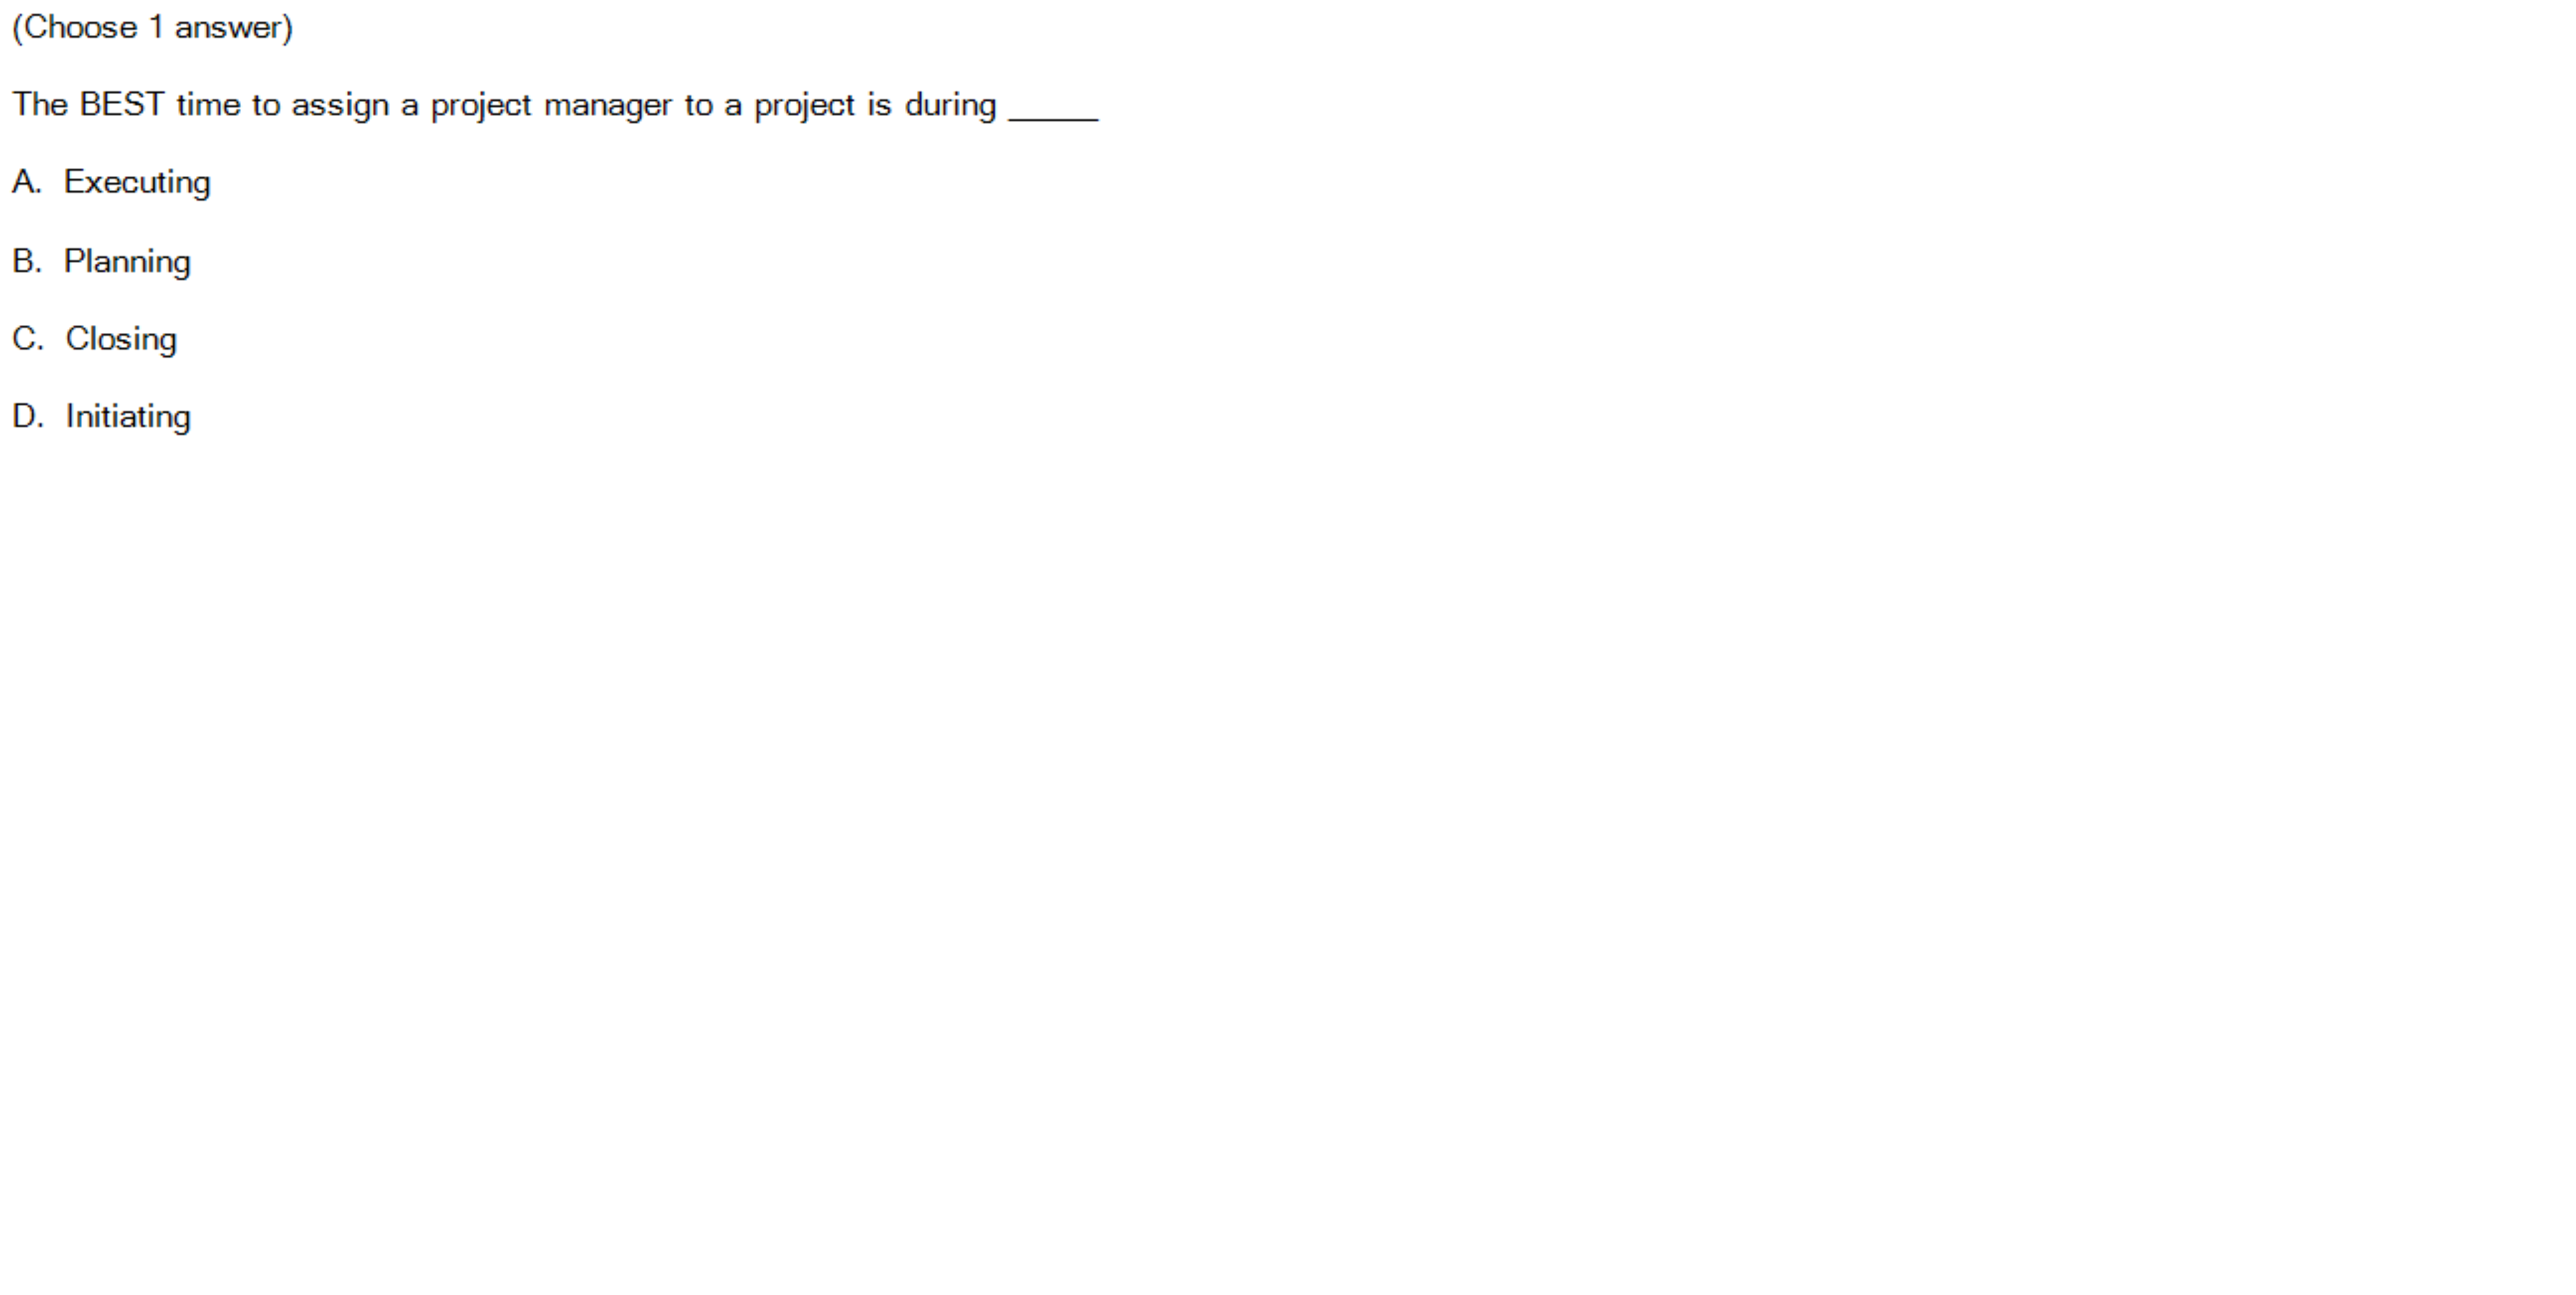 (Choose 1 answer)
The BEST time to assign a project manager to a project is during _____
A. Executing
B. Planning
C. Closing
D. Initiating